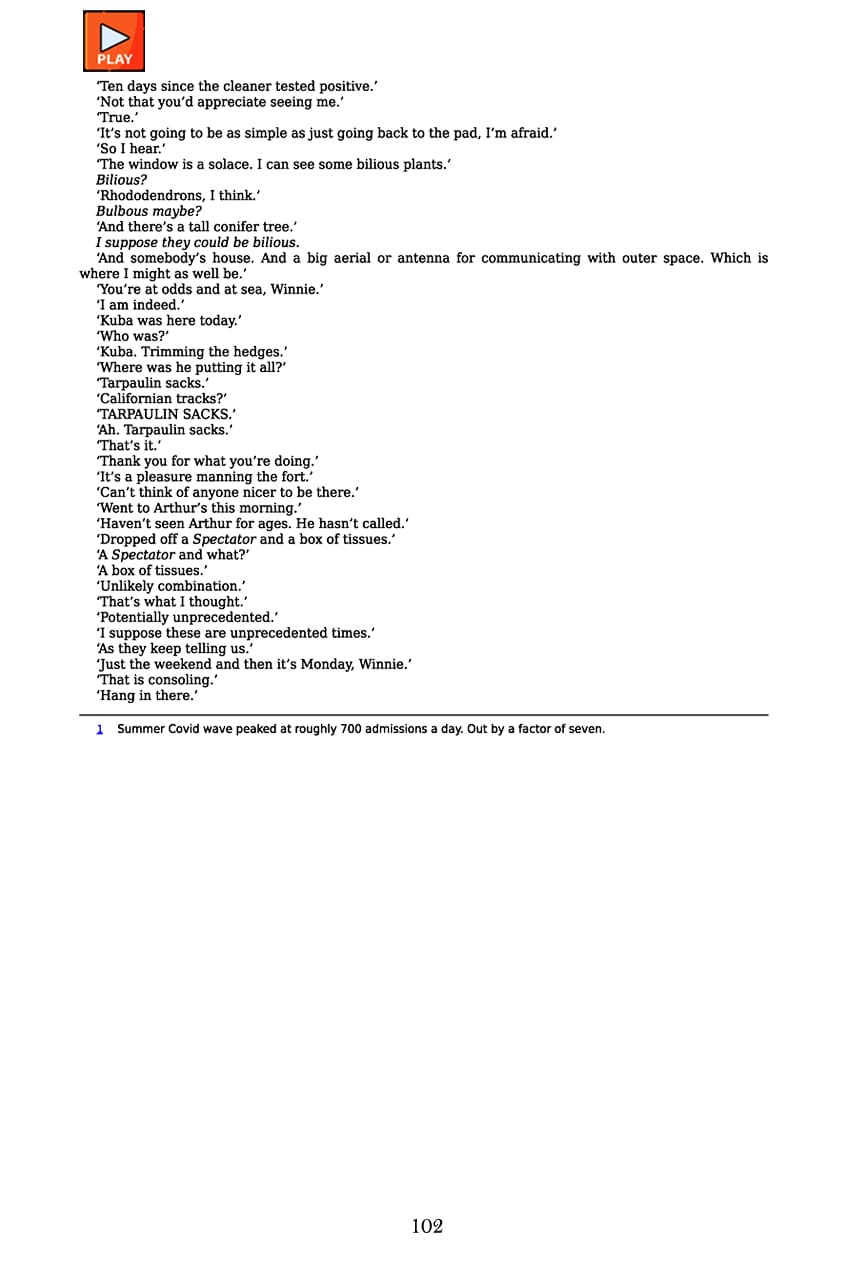 PLAY
‘Ten days since the cleaner tested positive.’
‘Not that you’d appreciate seeing me.’
‘True.’
‘It’s not going to be as simple as just going back to the pad, I’m afraid.’
‘So I hear.’
‘The window is a solace. I can see some bilious plants.’
Bilious?
‘Rhododendrons, I think.’
Bulbous maybe?
‘And there’s a tall conifer tree.’
I suppose they could be bilious.
‘And somebody’s house. And a big aerial or antenna for communicating with outer space. Which is
where I might as well be.’
‘You’re at odds and at sea, Winnie.’
‘I am indeed.’
‘Kuba was here today.’
‘Who was?’
‘Kuba. Trimming the hedges.’
‘Where was he putting it all?’
‘Tarpaulin sacks.’
‘Californian tracks?’
‘TARPAULIN SACKS.’
‘Ah. Tarpaulin sacks.’
‘That’s it.’
‘Thank you for what you’re doing.’
‘It’s a pleasure manning the fort.’
‘Can’t think of anyone nicer to be there.’
‘Went to Arthur’s this morning.’
‘Haven’t seen Arthur for ages. He hasn’t called.’
‘Dropped off a Spectator and a box of tissues.’
‘A Spectator and what?’
‘A box of tissues.’
‘Unlikely combination.’
‘That’s what I thought.’
‘Potentially unprecedented.’
‘I suppose these are unprecedented times.’
‘As they keep telling us.’
‘Just the weekend and then it’s Monday, Winnie.’
‘That is consoling.’
‘Hang in there.’
1 Summer Covid wave peaked at roughly 700 admissions a day. Out by a factor of seven.
102